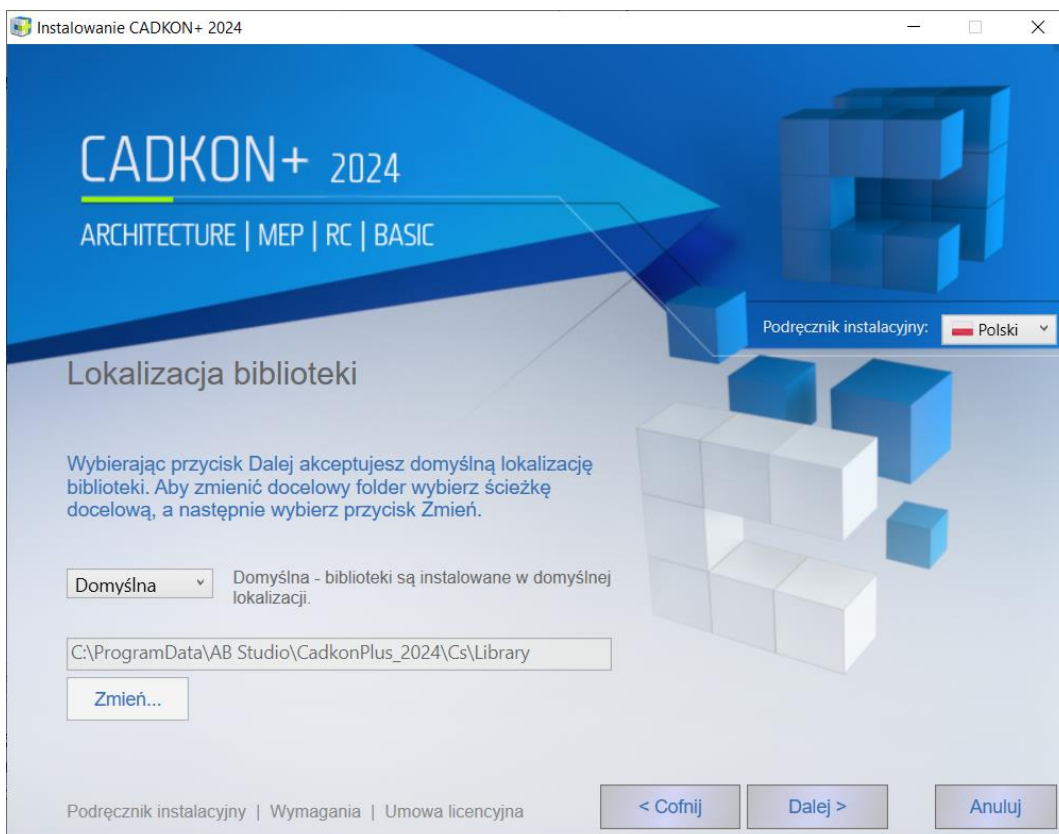 Instalowanie CADKON+ 2024
CADKON+ 2024
ARCHITECTURE | MEP | RC | BASIC
Podręcznik instalacyjny: Polski
Lokalizacja biblioteki
Wybierając przycisk Dalej akceptujesz domyślną lokalizację
biblioteki. Aby zmienić docelowy folder wybierz ścieżkę
docelową, a następnie wybierz przycisk Zmień.
Domyślna
Domyślna - biblioteki są instalowane w domyślnej
lokalizacji.
C:\ProgramData\AB Studio\CadkonPlus_2024\Cs\Library
Zmień...
Podręcznik instalacyjny | Wymagania | Umowa licencyjna
< Cofnij
Dalej >
Anuluj